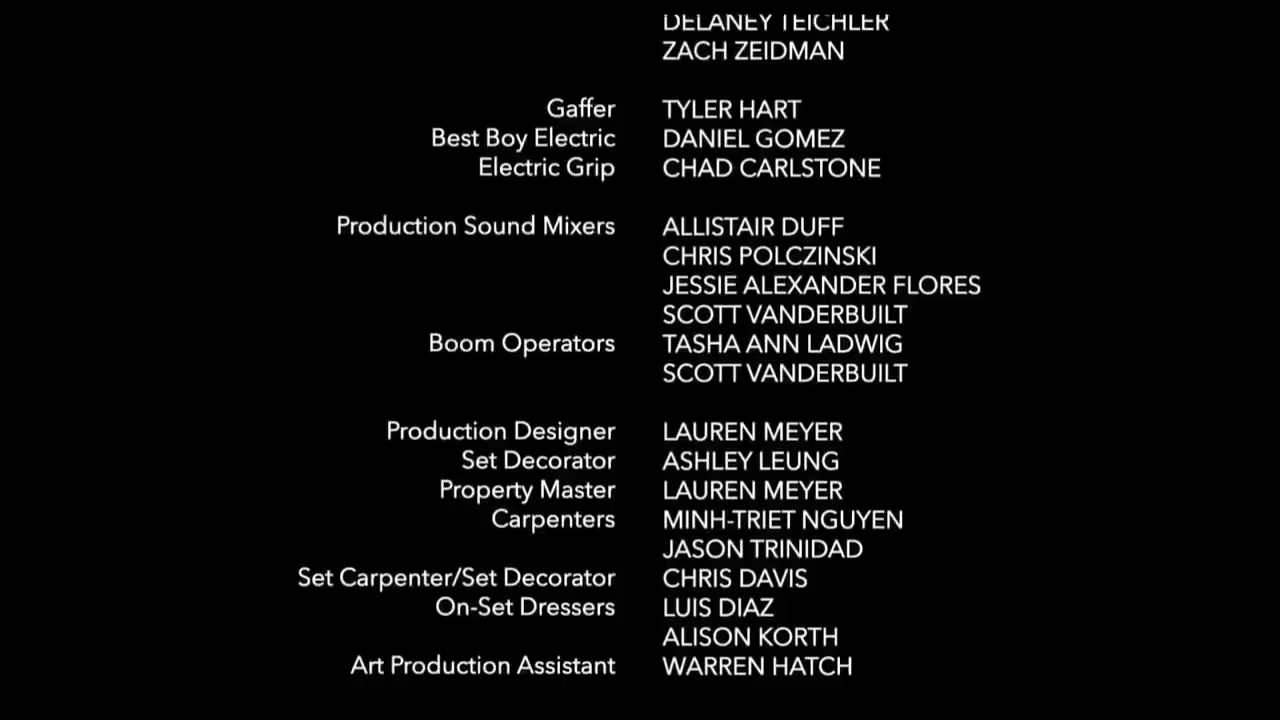 DELANEY TEICHLER
ZACH ZEIDMAN
Gaffer TYLER HART
Best Boy Electric DANIEL GOMEZ
Electric Grip CHAD CARLSTONE
Production Sound Mixers ALLISTAIR DUFF
CHRIS POLCZINSKI
JESSIE ALEXANDER FLORES
SCOTT VANDERBUILT
Boom Operators TASHA ANN LADWIG
SCOTT VANDERBUILT
Production Designer LAUREN MEYER
Set Decorator ASHLEY LEUNG
Property Master LAUREN MEYER
Carpenters MINH-TRIET NGUYEN
JASON TRINIDAD
Set Carpenter/Set Decorator CHRIS DAVIS
On-Set Dressers LUIS DIAZ
ALISON KORTH
Art Production Assistant WARREN HATCH